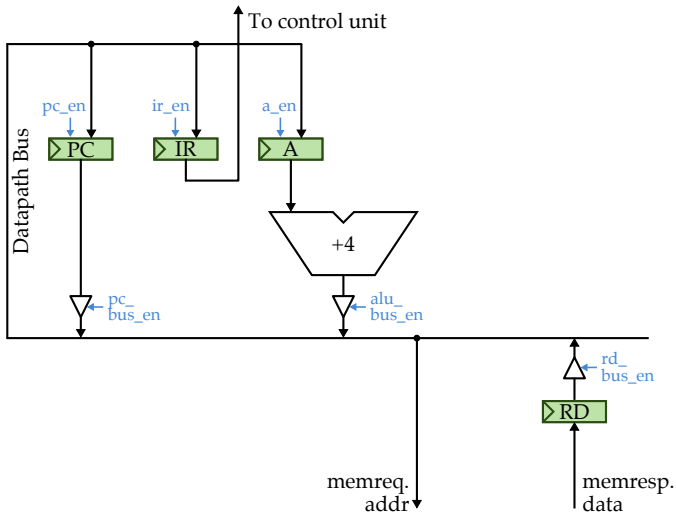 To control unit
pc_en
ir_en
a_en
PC
IR
A
Datapath Bus
+4
pc_
bus_en
alu_
bus_en
rd_
bus_en
RD
memreq.
addr
memresp.
data